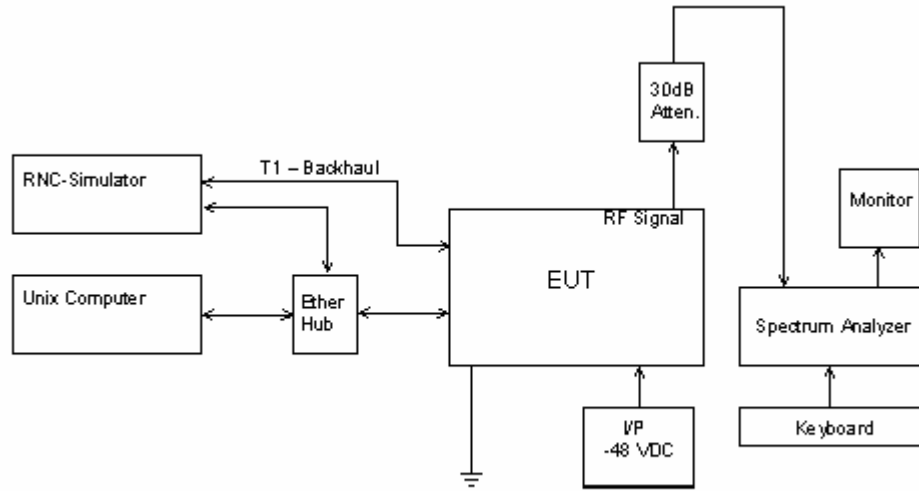 30dB
Atten.
T1 – Backhaul
RNC-Simulator
Monitor
RF Signal
EUT
Unix Computer
Ether
Hub
Spectrum Analyzer
I/P
-48 VDC
Keyboard